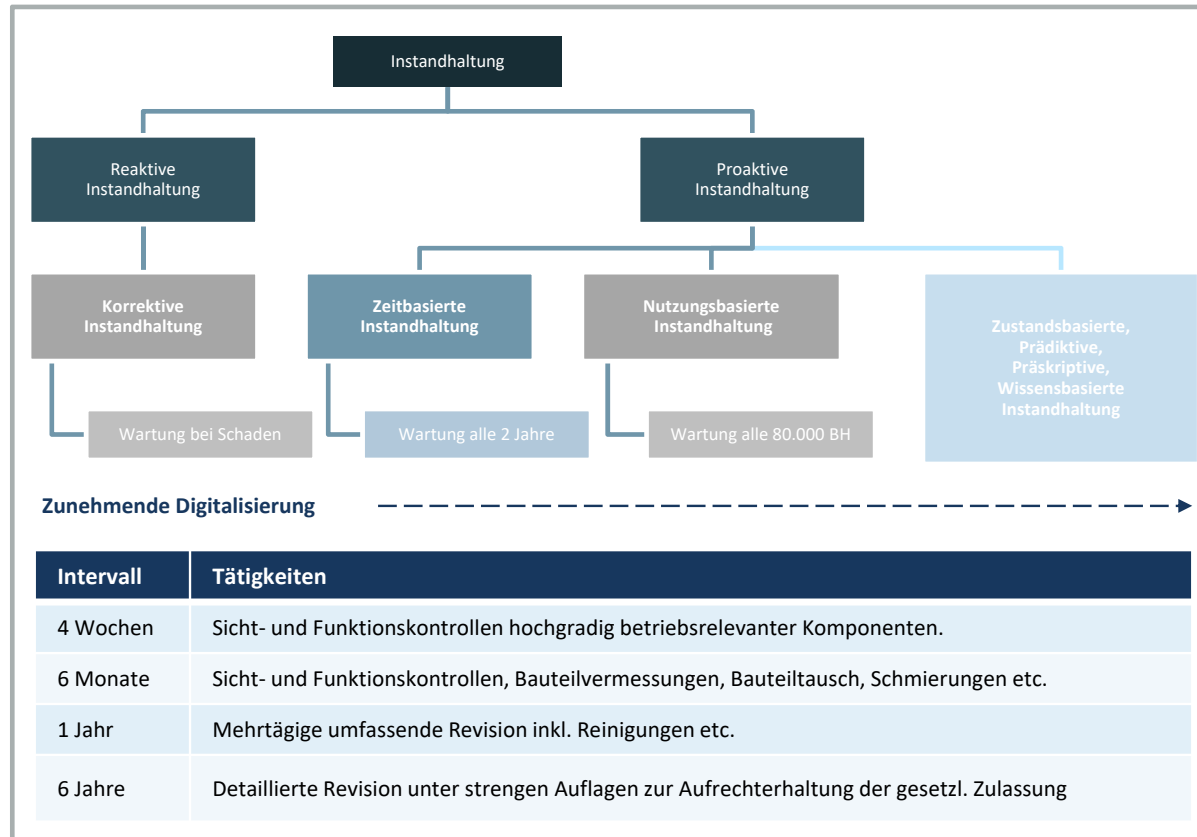 Instandhaltung
Reaktive
Instandhaltung
Proaktive
Instandhaltung
Korrektive
Instandhaltung
Zeitbasierte
Instandhaltung
Nutzungsbasierte
Instandhaltung
Zustandsbasierte,
Prädiktive,
Präskriptive,
Wissensbasierte
Instandhaltung
Wartung bei Schaden
Wartung alle 2 Jahre
Wartung alle 80.000 BH
Zunehmende Digitalisierung
Intervall Tätigkeiten
4 Wochen Sicht- und Funktionskontrollen hochgradig betriebsrelevanter Komponenten.
6 Monate Sicht- und Funktionskontrollen, Bauteilvermessungen, Bauteiltausch, Schmierungen etc.
1 Jahr Mehrtägige umfassende Revision inkl. Reinigungen etc.
6 Jahre Detaillierte Revision unter strengen Auflagen zur Aufrechterhaltung der gesetzl. Zulassung